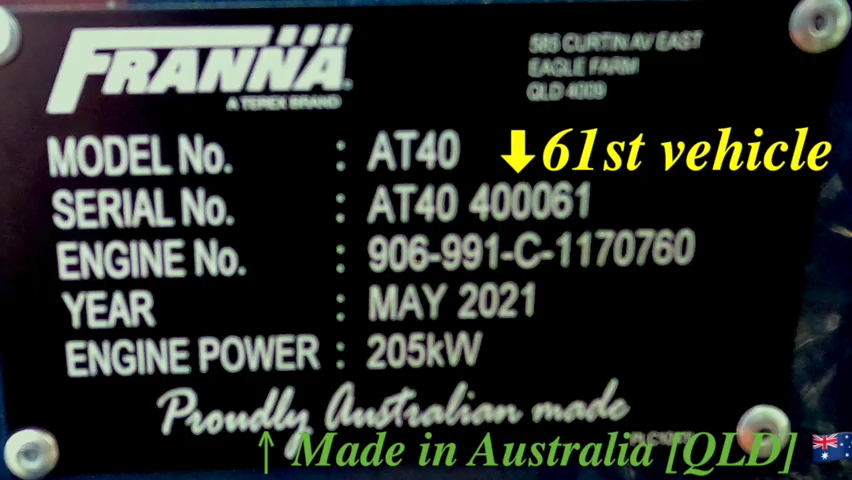 FRANNA
A TEREX BRAND
585 CURTIN AV EAST
EAGLE FARM
QLD 4009
MODEL No. : AT40
⬇61st vehicle
SERIAL No. : AT40 400061
ENGINE No. : 906-991-C-1170760
YEAR : MAY 2021
ENGINE POWER : 205kW
Proudly Australian made
↑ Made in Australia [QLD] 🇦🇺